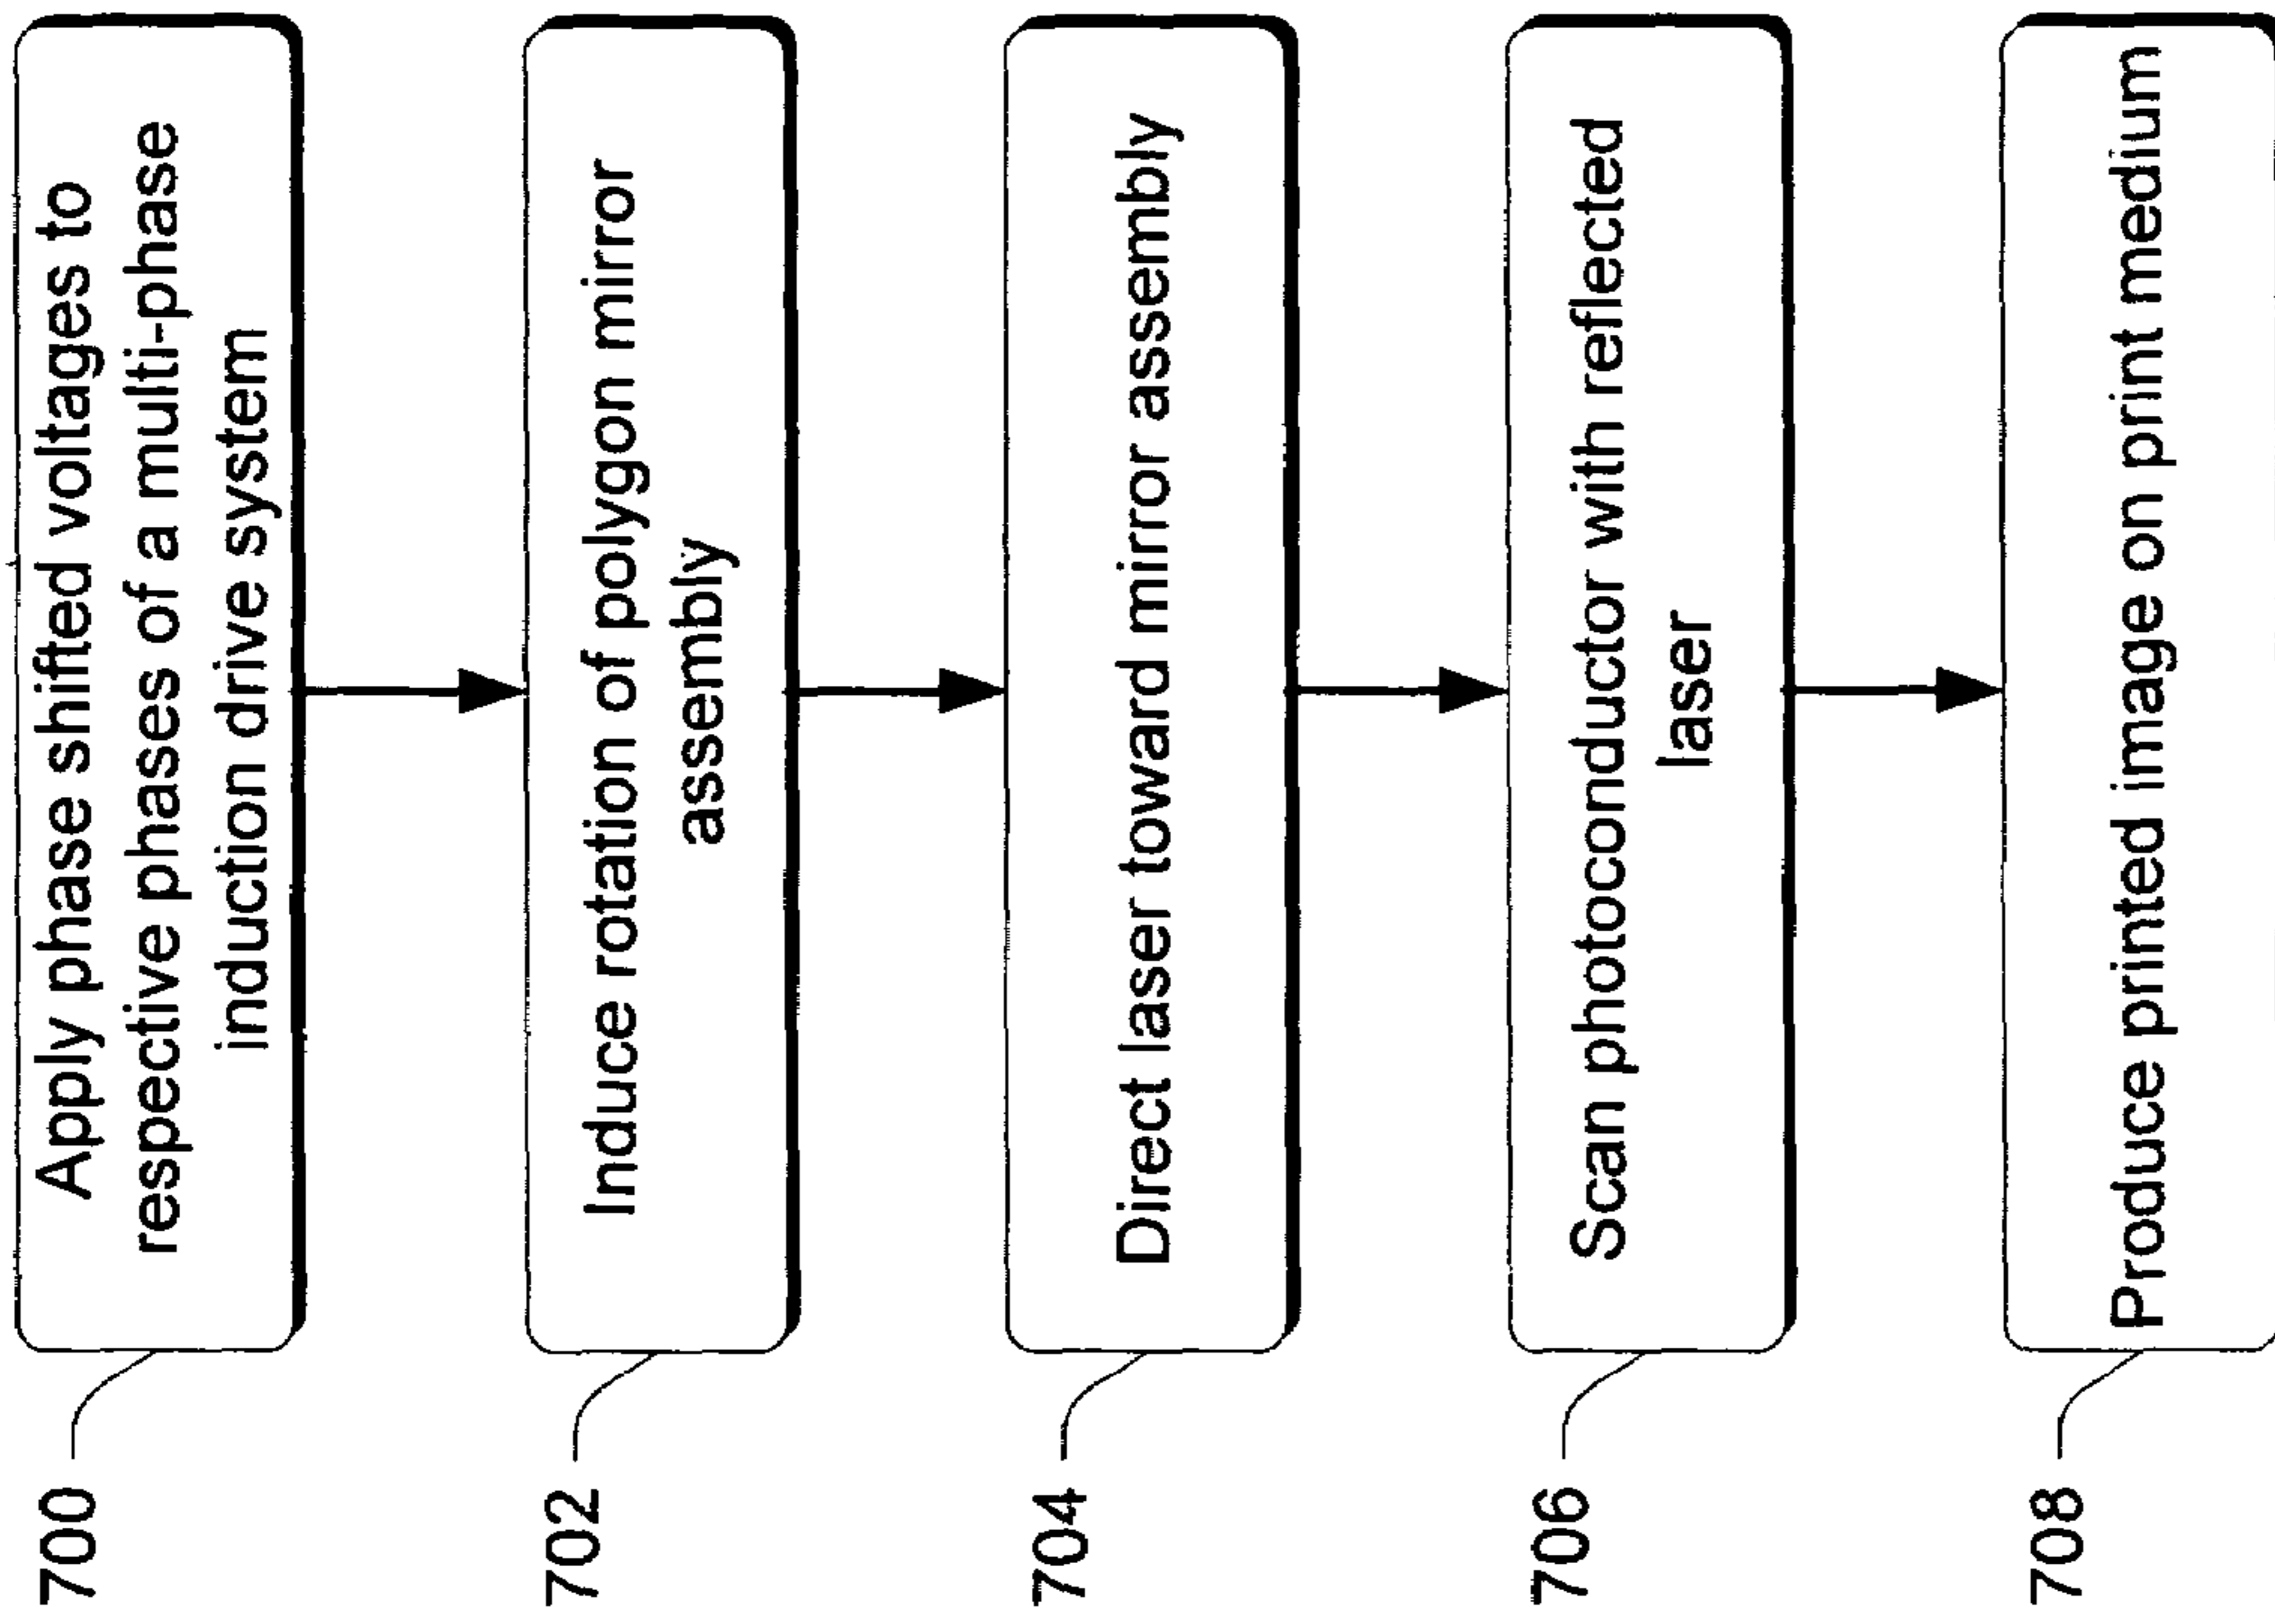 700
Apply phase shifted voltages to
respective phases of a multi-phase
induction drive system
702
Induce rotation of polygon mirror
assembly
704
Direct laser toward mirror assembly
706
Scan photoconductor with reflected
laser
708
Produce printed image on print medium